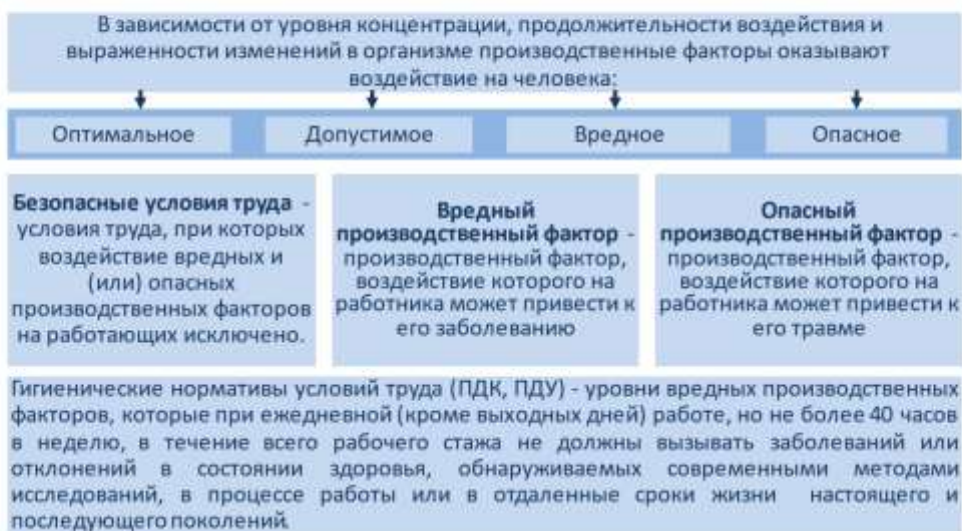 В зависимости от уровня концентрации, продолжительности воздействия и
выраженности изменений в организме производственные факторы оказывают
воздействие на человека:
Оптимальное
Допустимое
Вредное
Опасное
Безопасные условия труда -
условия труда, при которых
воздействие вредных и
(или) опасных
производственных факторов
на работающих исключено.
Вредный
производственный фактор -
производственный фактор,
воздействие которого на
работника может привести к
его заболеванию
Опасный
производственный фактор -
производственный фактор,
воздействие которого на
работника может привести к
его травме
Гигиенические нормативы условий труда (ПДК, ПДУ) - уровни вредных производственных
факторов, которые при ежедневной (кроме выходных дней) работе, но не более 40 часов
в неделю, в течение всего рабочего стажа не должны вызывать заболеваний или
отклонений в состоянии здоровья, обнаруживаемых современными методами
исследований, в процессе работы или в отдаленные сроки жизни настоящего и
последующего поколений.